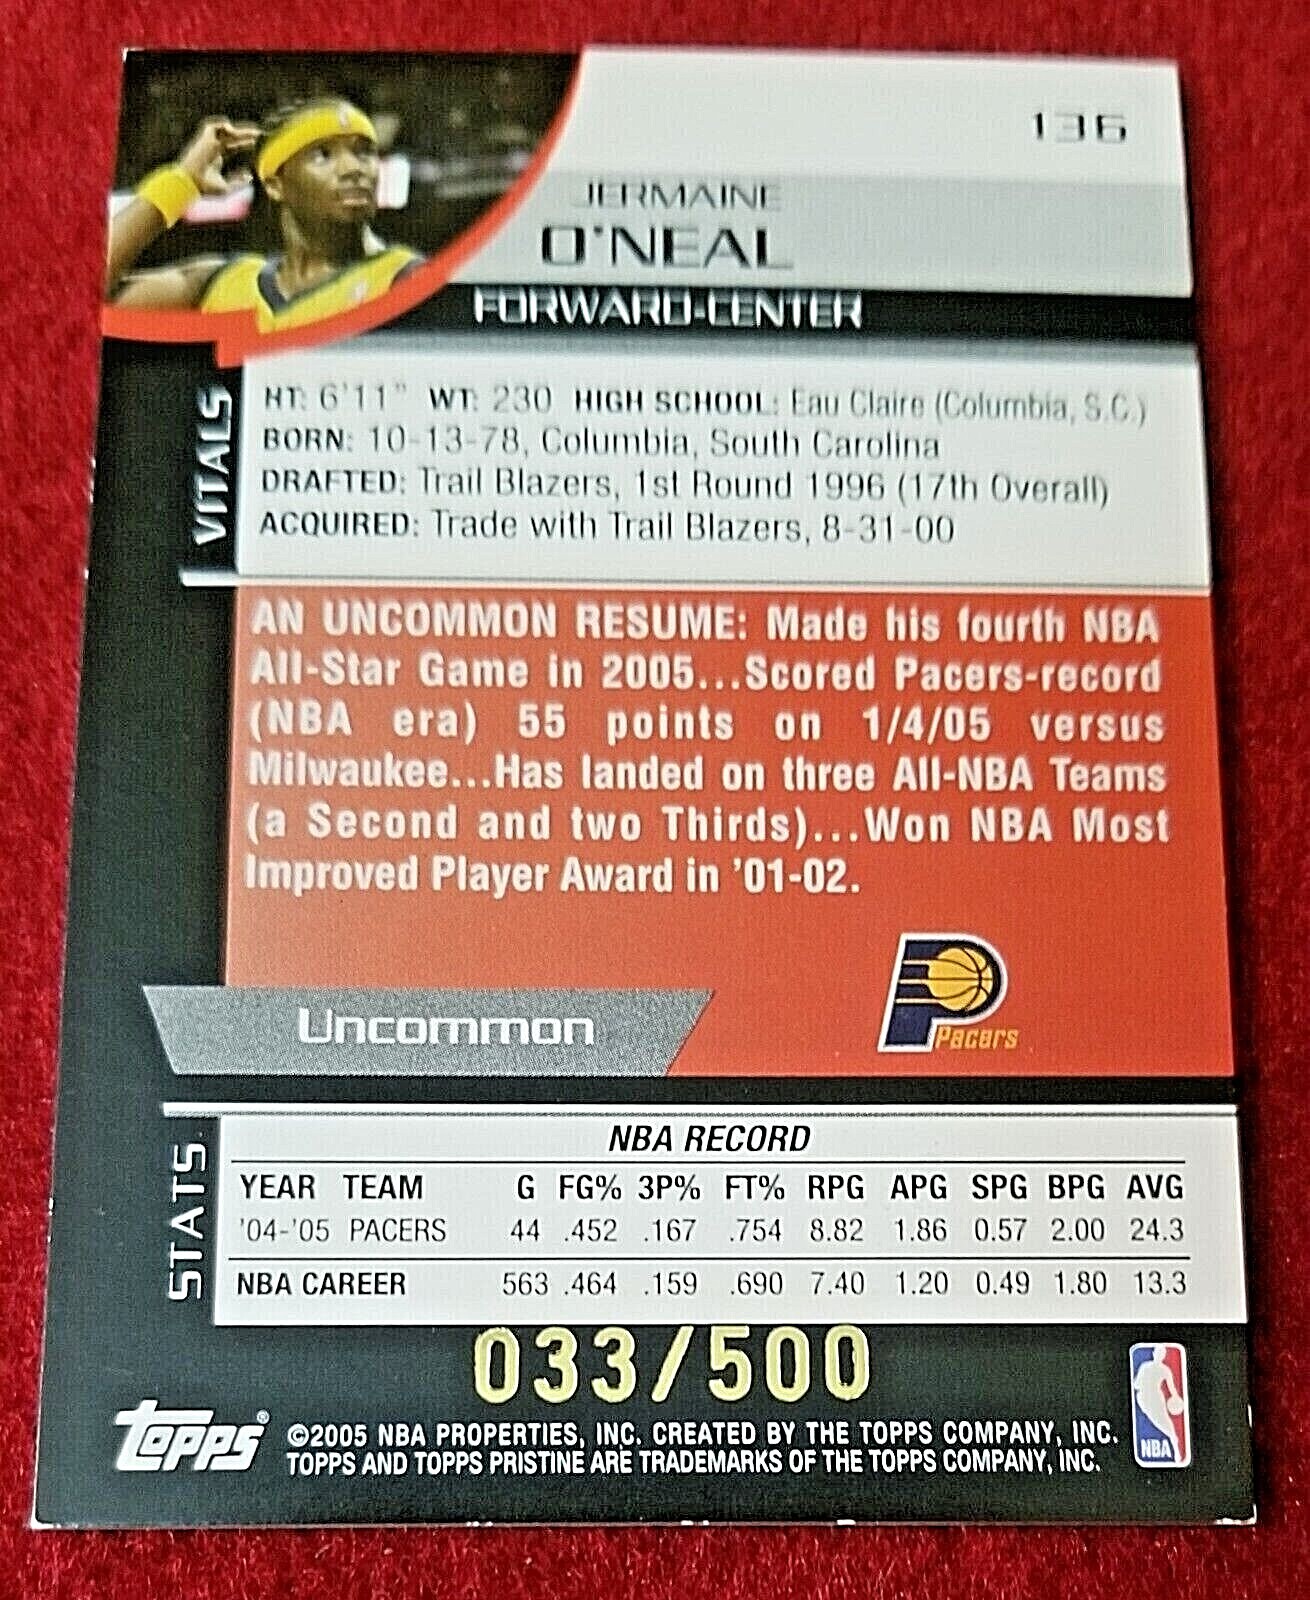 136
JERMAINE
O'NEAL
FORWARD-CENTER
VITALS
HT: 6'11" WT: 230 HIGH SCHOOL: Eau Claire (Columbia, S.C.)
BORN: 10-13-78, Columbia, South Carolina
DRAFTED: Trail Blazers, 1st Round 1996 (17th Overall)
ACQUIRED: Trade with Trail Blazers, 8-31-00
AN UNCOMMON RESUME: Made his fourth NBA
All-Star Game in 2005...Scored Pacers-record
(NBA era) 55 points on 1/4/05 versus
Milwaukee...Has landed on three All-NBA Teams
(a Second and two Thirds)...Won NBA Most
Improved Player Award in '01-02.
Pacers
Uncommon
STATS
NBA RECORD
YEAR TEAM G FG% 3P% FT% RPG APG SPG BPG AVG
'04-'05 PACERS 44 .452 .167 .754 8.82 1.86 0.57 2.00 24.3
NBA CAREER 563 .464 .159 .690 7.40 1.20 0.49 1.80 13.3
033/500
Topps® ©2005 NBA PROPERTIES, INC. CREATED BY THE TOPPS COMPANY, INC.
TOPPS AND TOPPS PRISTINE ARE TRADEMARKS OF THE TOPPS COMPANY, INC.
NBA